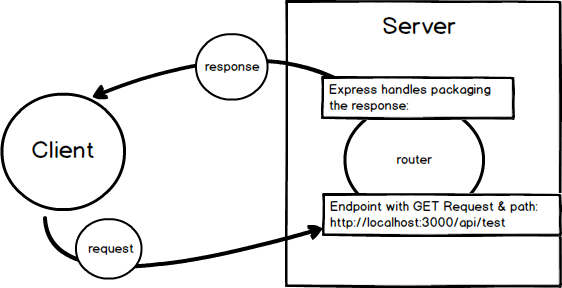 Server
response
Express handles packaging
the response:
Client
router
Endpoint with GET Request & path:
http://localhost:3000/api/test
request